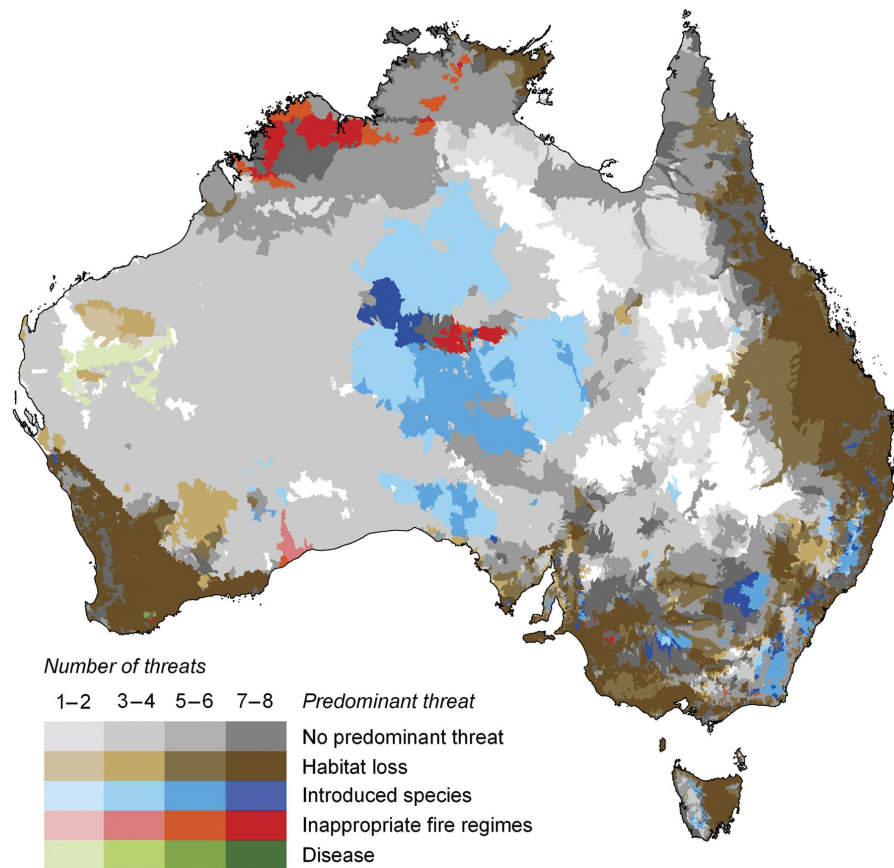 Number of threats
1–2 3–4 5–6 7–8 Predominant threat
No predominant threat
Habitat loss
Introduced species
Inappropriate fire regimes
Disease